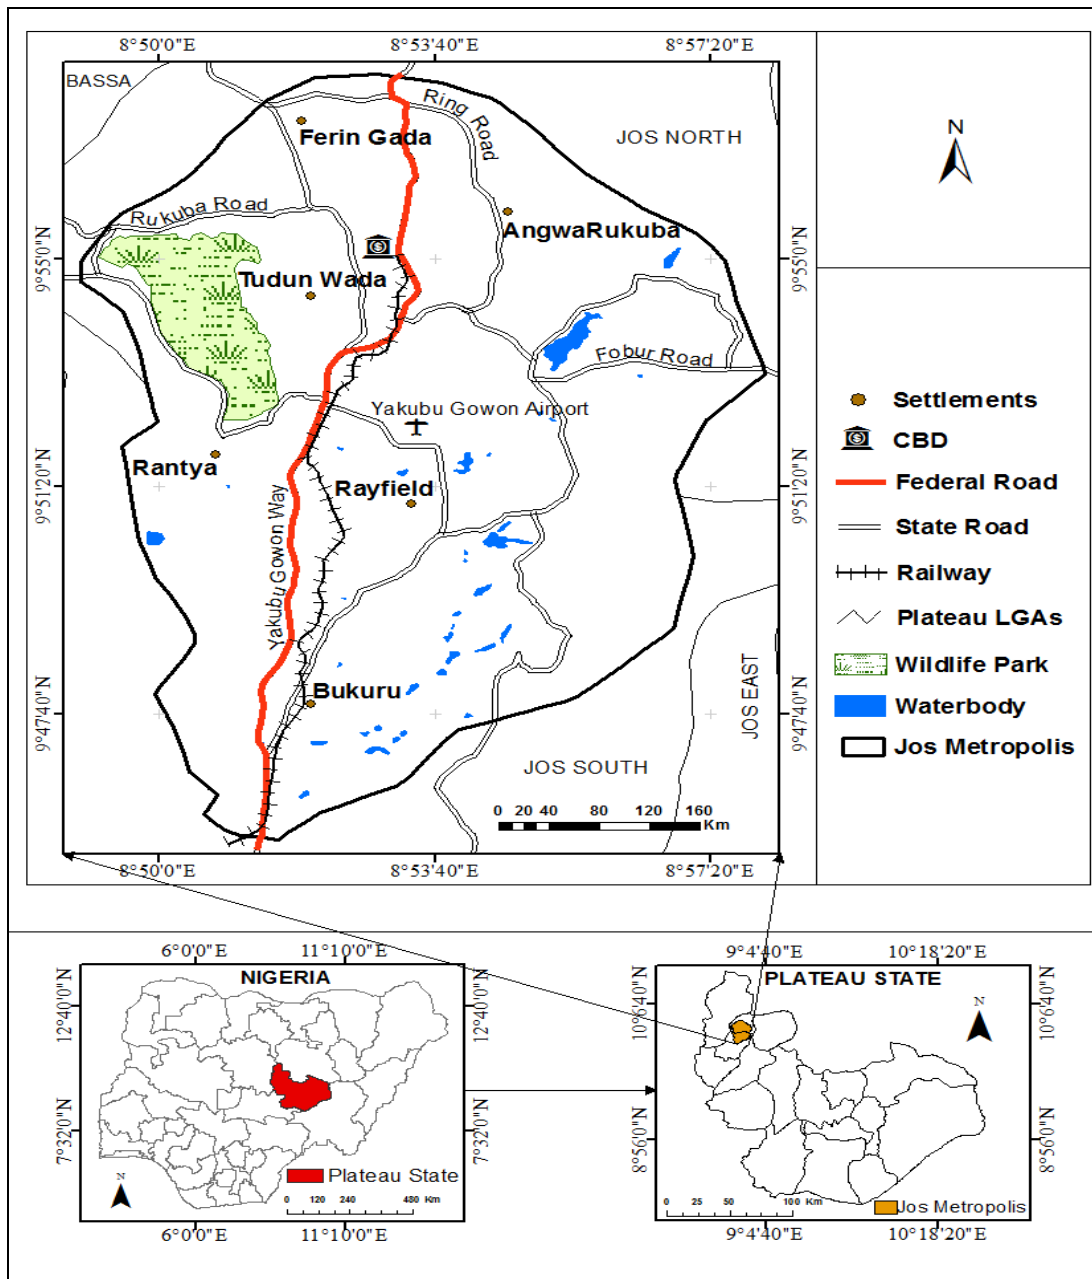 8°50'0"E 8°53'40"E 8°57'20"E
BASSA
Ring Road
Ferin Gada
JOS NORTH
N
Rukuba Road
AngwaRukuba
9°55'0"N
9°55'0"N
Tudun Wada
Fobur Road
Yakubu Gowon Airport
Rantya
Rayfield
9°51'20"N
9°51'20"N
Yakubu Gowon Way
Bukuru
9°47'40"N
9°47'40"N
JOS EAST
JOS SOUTH
0 20 40 80 120 160
Km
8°50'0"E 8°53'40"E 8°57'20"E
Settlements
CBD
Federal Road
State Road
Railway
Plateau LGAs
Wildlife Park
Waterbody
Jos Metropolis
6°0'0"E 11°10'0"E
NIGERIA
12°40'0"N
12°40'0"N
7°32'0"N
7°32'0"N
N
Plateau State
0 120 240 480 Km
6°0'0"E 11°10'0"E
9°4'40"E 10°18'20"E
PLATEAU STATE
N
10°6'40"N
10°6'40"N
8°56'0"N
8°56'0"N
0 25 50 100 Km
Jos Metropolis
9°4'40"E 10°18'20"E